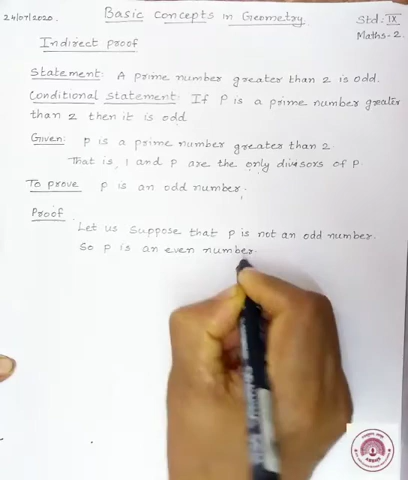 24/07/2020.
Basic Concepts in Geometry.
Std: IX
Maths-2.
Indirect proof
Statement: A prime number greater than 2 is odd.
Conditional Statement: If P is a prime number greater
than 2 then it is odd
Given: P is a prime number greater than 2
That is, 1 and P are the only divisors of P.
To prove P is an odd number.
Proof
Let us suppose that P is not an odd number.
So P is an even number.